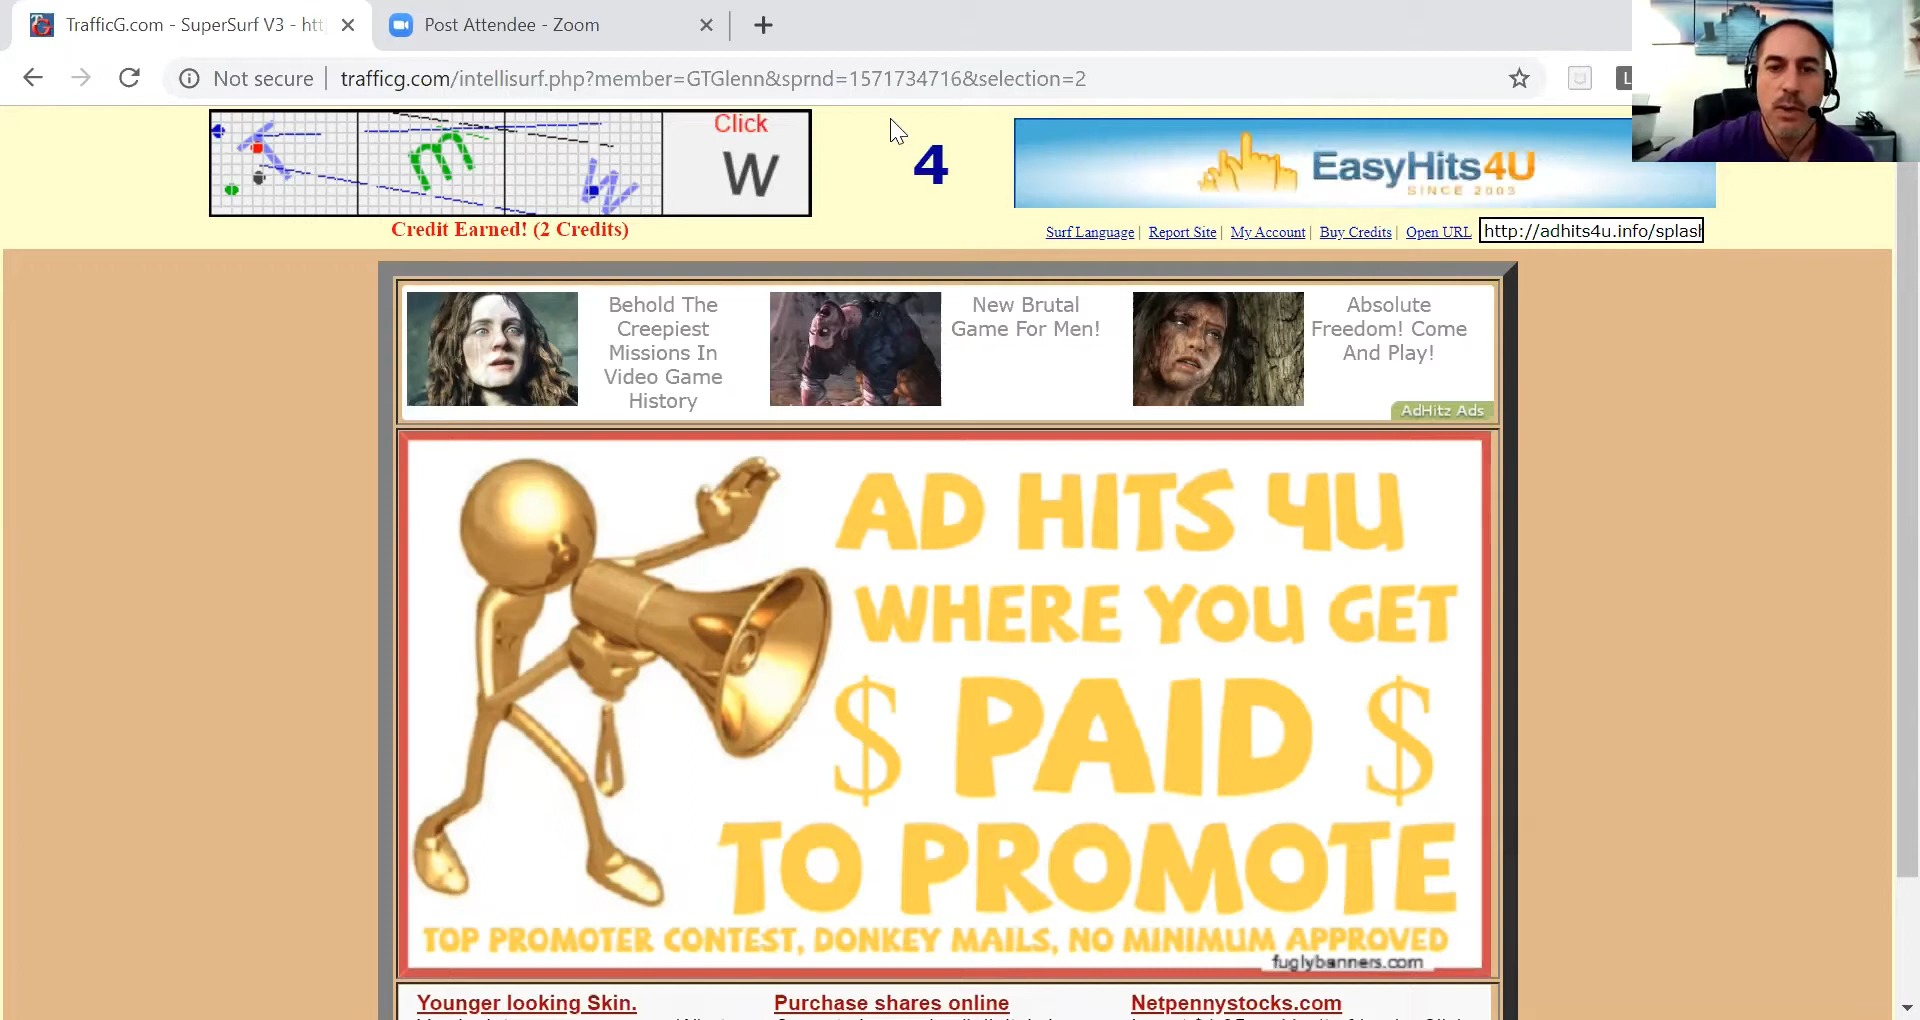 TrafficG.com - SuperSurf V3 - htt
Post Attendee - Zoom
Not secure
trafficg.com/intellisurf.php?member=GTGlenn&sprnd=1571734716&selection=2
L
K
m
W
Click
W
4
EasyHits4U
SINCE 2003
Credit Earned! (2 Credits)
Surf Language | Report Site | My Account | Buy Credits | Open URL
http://adhits4u.info/splash
Behold The
Creepiest
Missions In
Video Game
History
New Brutal
Game For Men!
Absolute
Freedom! Come
And Play!
AdHitz Ads
AD HITS 4U
WHERE YOU GET
$ PAID $
TO PROMOTE
TOP PROMOTER CONTEST, DONKEY MAILS, NO MINIMUM APPROVED
fuglybanners.com
Younger looking Skin.
Purchase shares online
Netpennystocks.com